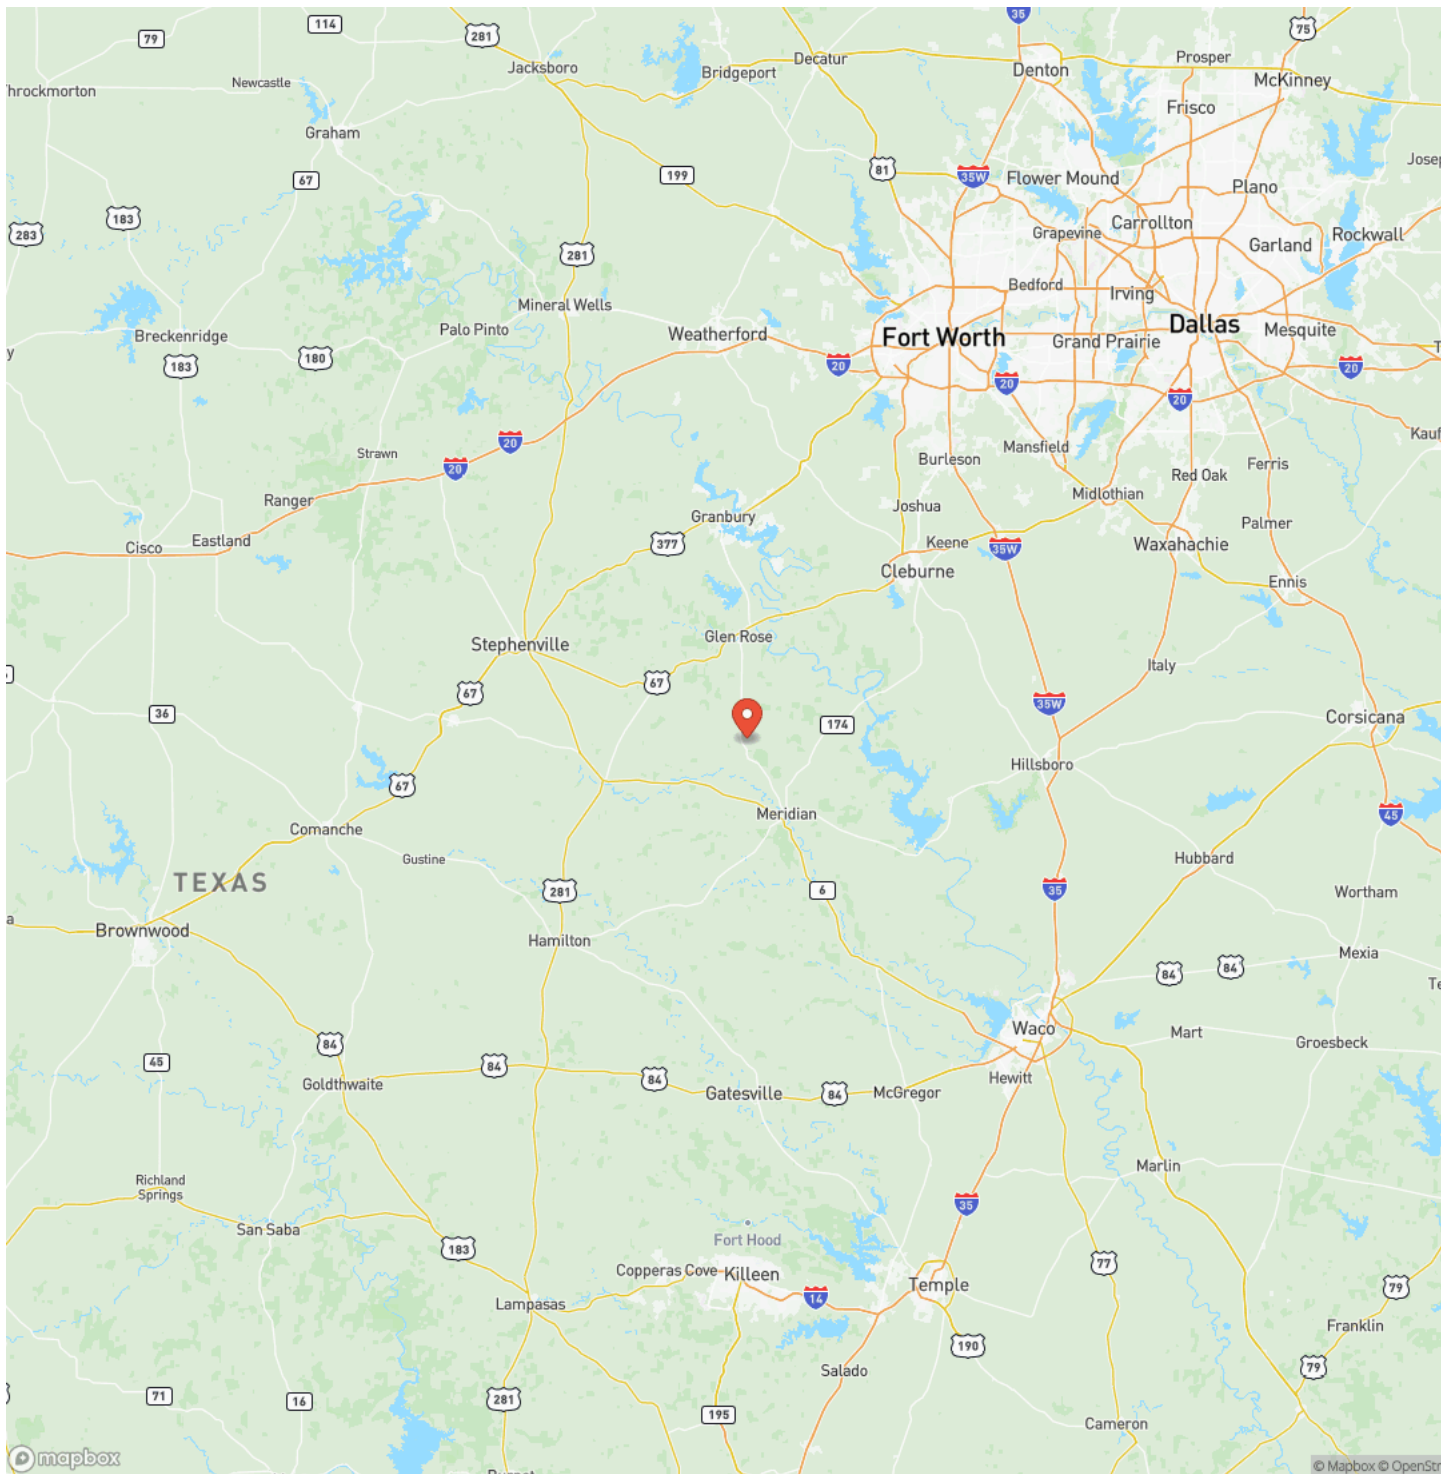 35
114
79
281
75
Prosper
Decatur
Jacksboro
Denton
Bridgeport
McKinney
Newcastle
hrockmorton
Frisco
Graham
Jose
81
199
35W
Flower Mound
67
Plano
183
Carrollton
283
Grapevine
Rockwall
Garland
281
Bedford
Irving
Mineral Wells
Dallas
Palo Pinto
Mesquite
Breckenridge
Weatherford
Fort Worth
Grand Prairie
y
180
183
20
20
20
20
Kauf
20
Mansfield
Strawn
Burleson
Ferris
20
Red Oak
Midlothian
Ranger
Joshua
Granbury
Palmer
Eastland
Cisco
377
Keene
35W
Waxahachie
Cleburne
Ennis
Glen Rose
Stephenville
Italy
67
67
35W
36
174
Corsicana
Hillsboro
67
Meridian
45
Comanche
Gustine
Hubbard
TEXAS
281
6
35
Wortham
a
Brownwood
Hamilton
Mexia
84
84
Te
Waco
Mart
84
Groesbeck
45
84
84
Hewitt
Goldthwaite
Gatesville
84
McGregor
Marlin
Richland
Springs
35
San Saba
Fort Hood
183
77
Copperas Cove
Killeen
Temple
79
14
Lampasas
Franklin
190
79
Salado
71
16
281
195
Cameron
mapbox
© Mapbox © OpenStr